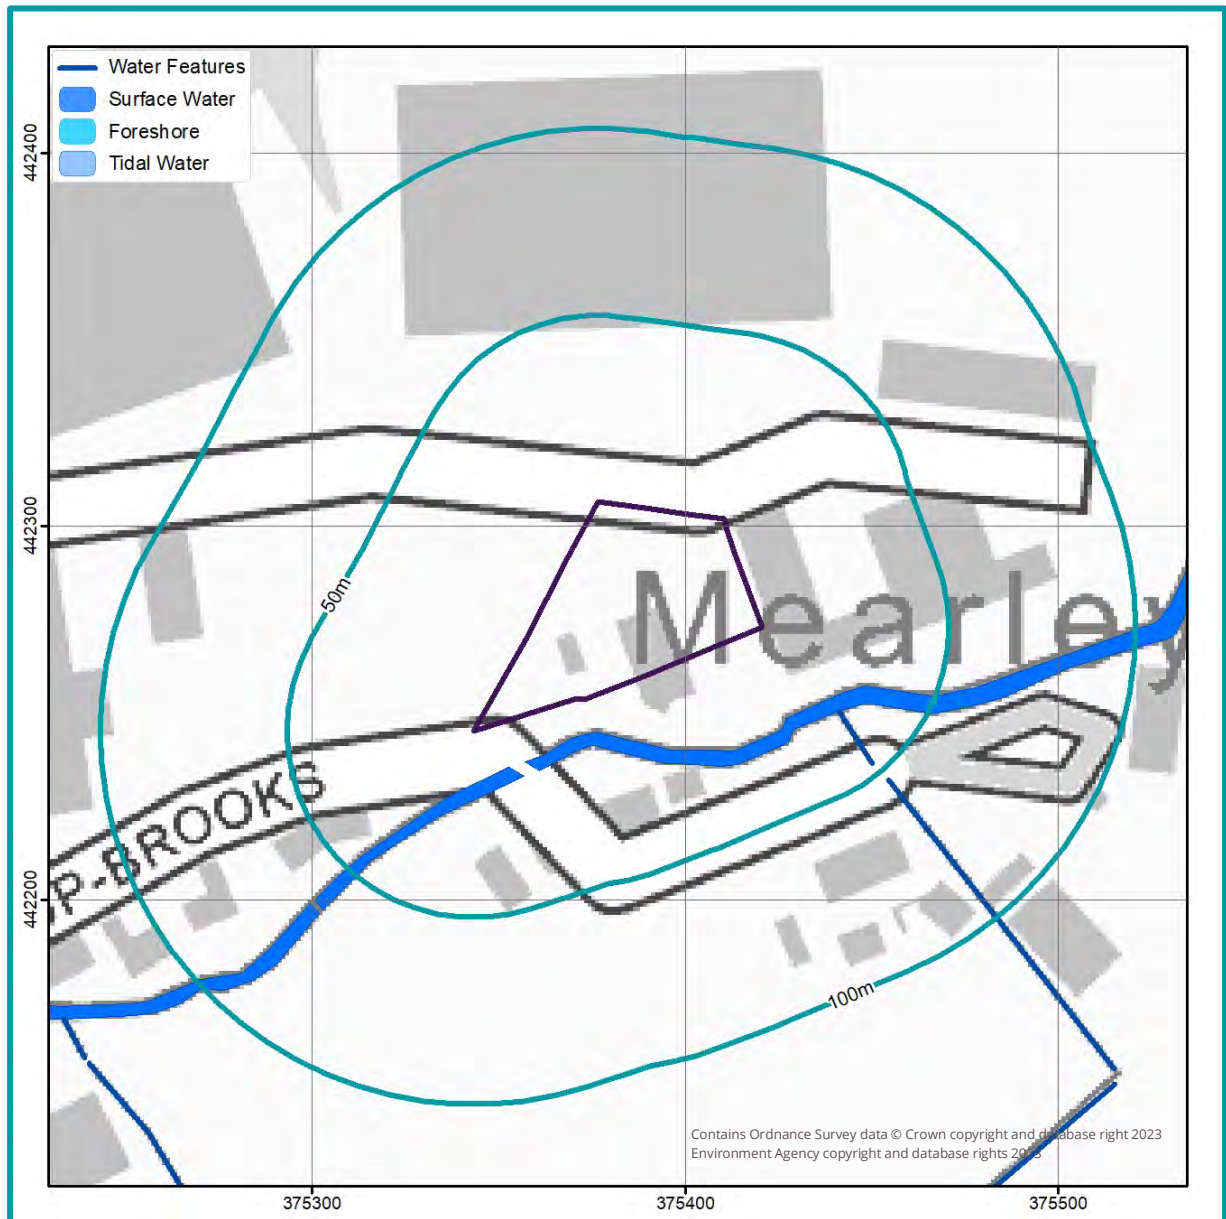 Water Features
Surface Water
Foreshore
Tidal Water
442400
442300
442200
50m
Mearley
P-BROOKS
100m
Contains Ordnance Survey data © Crown copyright and database right 2023
Environment Agency copyright and database rights 2023
375300
375400
375500